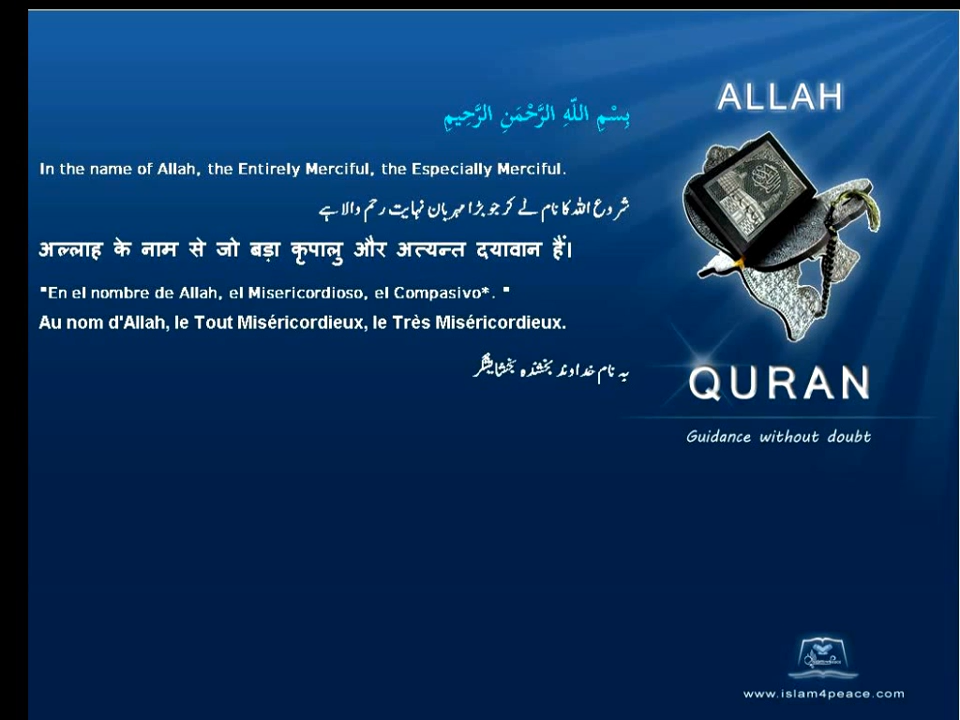 بِسْمِ اللّهِ الرَّحْمَنِ الرَّحِيمِ
In the name of Allah, the Entirely Merciful, the Especially Merciful.
شروع الله کا نام لے کر جو بڑا مہربان نہایت رحم والا ہے
अल्लाह के नाम से जो बड़ा कृपालु और अत्यन्त दयावान हैं।
"En el nombre de Allah, el Misericordioso, el Compasivo*. "
Au nom d'Allah, le Tout Miséricordieux, le Très Miséricordieux.
به نام خداوند بخشنده بخشایشگر
ALLAH
QURAN
Guidance without doubt
www.islam4peace.com